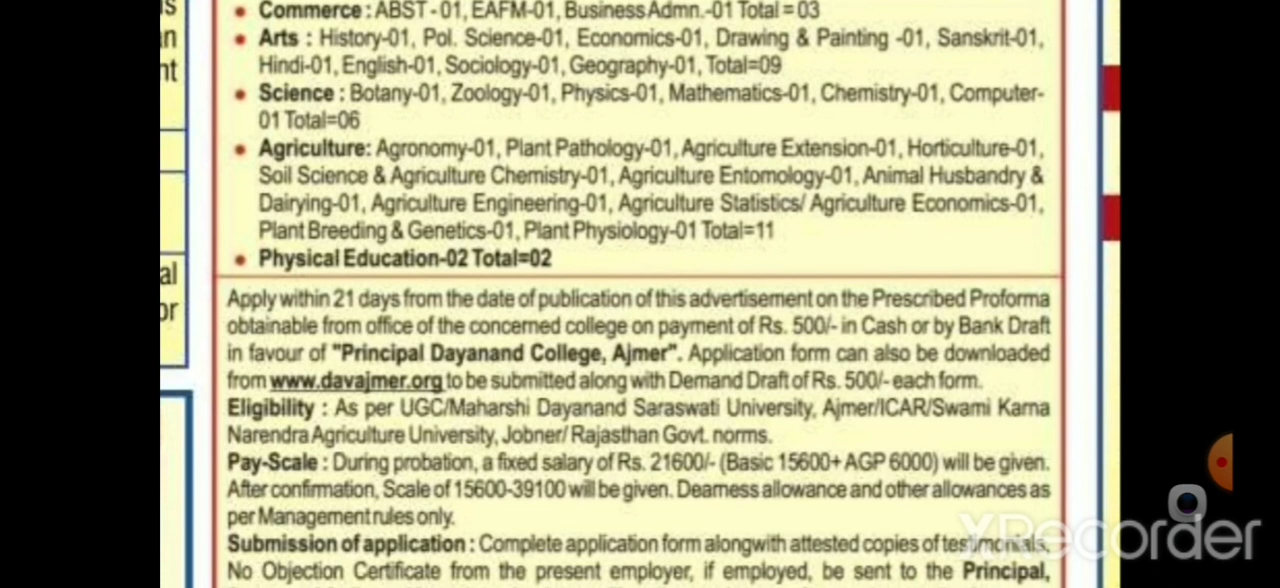 Commerce : ABST - 01, EAFM-01, Business Admn.-01 Total = 03
Arts : History-01, Pol. Science-01, Economics-01, Drawing & Painting -01, Sanskrit-01,
Hindi-01, English-01, Sociology-01, Geography-01, Total=09
Science : Botany-01, Zoology-01, Physics-01, Mathematics-01, Chemistry-01, Computer-
01 Total=06
Agriculture: Agronomy-01, Plant Pathology-01, Agriculture Extension-01, Horticulture-01,
Soil Science & Agriculture Chemistry-01, Agriculture Entomology-01, Animal Husbandry &
Dairying-01, Agriculture Engineering-01, Agriculture Statistics/ Agriculture Economics-01,
Plant Breeding & Genetics-01, Plant Physiology-01 Total=11
Physical Education-02 Total=02
Apply within 21 days from the date of publication of this advertisement on the Prescribed Proforma
obtainable from office of the concerned college on payment of Rs. 500/- in Cash or by Bank Draft
in favour of "Principal Dayanand College, Ajmer". Application form can also be downloaded
from www.davajmer.org to be submitted along with Demand Draft of Rs. 500/- each form.
Eligibility : As per UGC/Maharshi Dayanand Saraswati University, Ajmer/ICAR/Swami Karna
Narendra Agriculture University, Jobner/ Rajasthan Govt. norms.
Pay-Scale : During probation, a fixed salary of Rs. 21600/- (Basic 15600+ AGP 6000) will be given.
After confirmation, Scale of 15600-39100 will be given. Dearness allowance and other allowances as
per Management rules only.
Submission of application : Complete application form alongwith attested copies of testimonials,
No Objection Certificate from the present employer, if employed, be sent to the Principal,
XRecorder